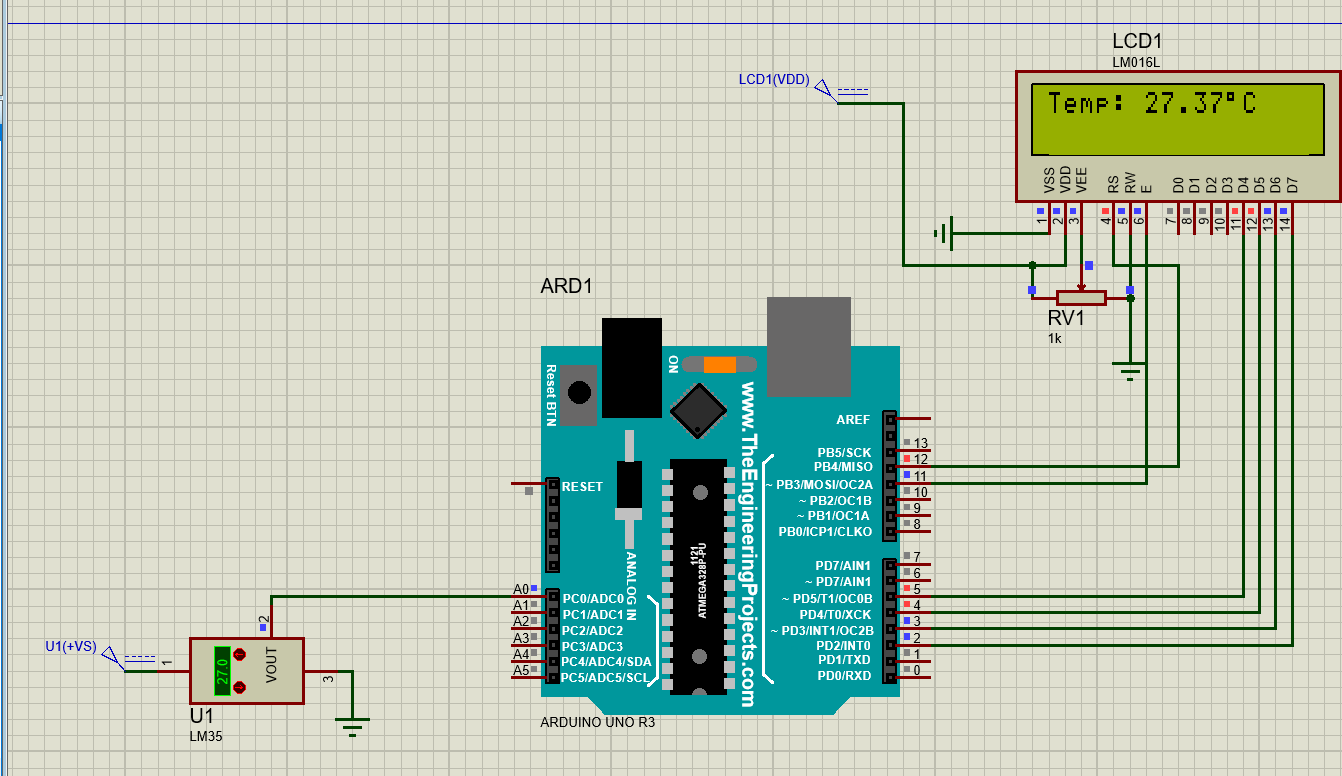 LCD1
LM016L
LCD1(VDD)
Temp: 27.37°C
VSS
VDD
VEE
RS
RW
E
D0
D1
D2
D3
D4
D5
D6
D7
1
2
3
4
5
6
7
8
9
10
11
12
13
14
RV1
1k
ARD1
Reset BTN
ON
www.TheEngineeringProjects.com
AREF
PB5/SCK 13
PB4/MISO 12
~ PB3/MOSI/OC2A 11
~ PB2/OC1B 10
~ PB1/OC1A 9
PB0/ICP1/CLKO 8
RESET
1121
ATMEGA328P-PU
ANALOG IN
PD7/AIN1 7
~ PD7/AIN1 6
~ PD5/T1/OC0B 5
PD4/T0/XCK 4
~ PD3/INT1/OC2B 3
PD2/INT0 2
PD1/TXD 1
PD0/RXD 0
A0 PC0/ADC0
A1 PC1/ADC1
A2 PC2/ADC2
A3 PC3/ADC3
A4 PC4/ADC4/SDA
A5 PC5/ADC5/SCL
ARDUINO UNO R3
U1(+VS)
1
2
3
27.0
VOUT
U1
LM35